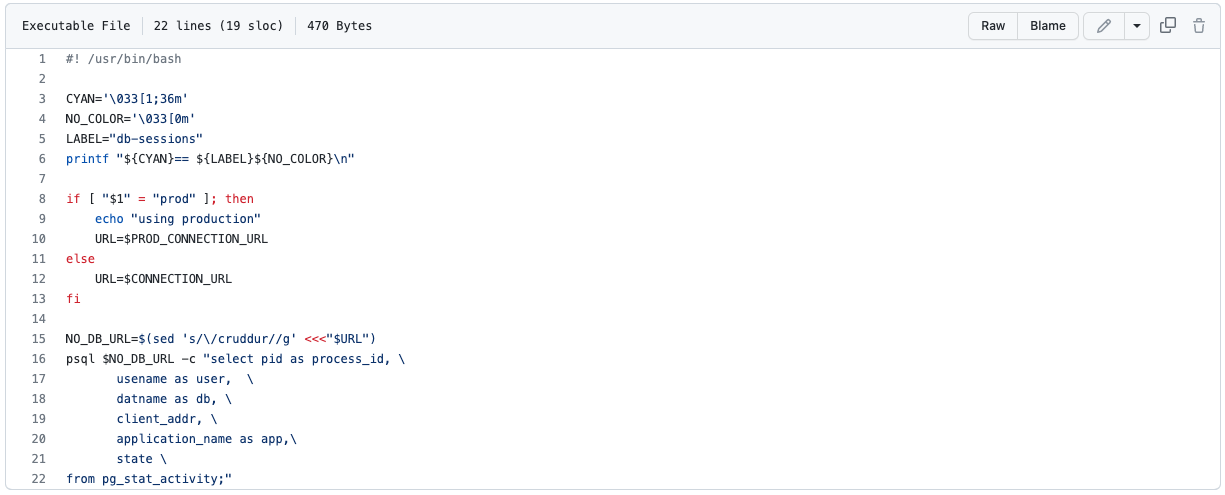 Executable File 22 lines (19 sloc) 470 Bytes Raw Blame
1 #! /usr/bin/bash
2
3 CYAN='\033[1;36m'
4 NO_COLOR='\033[0m'
5 LABEL="db-sessions"
6 printf "${CYAN}== ${LABEL}${NO_COLOR}\n"
7
8 if [ "$1" = "prod" ]; then
9     echo "using production"
10     URL=$PROD_CONNECTION_URL
11 else
12     URL=$CONNECTION_URL
13 fi
14
15 NO_DB_URL=$(sed 's/\/cruddur//g' <<<"$URL")
16 psql $NO_DB_URL -c "select pid as process_id, \
17        usename as user,  \
18        datname as db, \
19        client_addr, \
20        application_name as app,\
21        state \
22 from pg_stat_activity;"